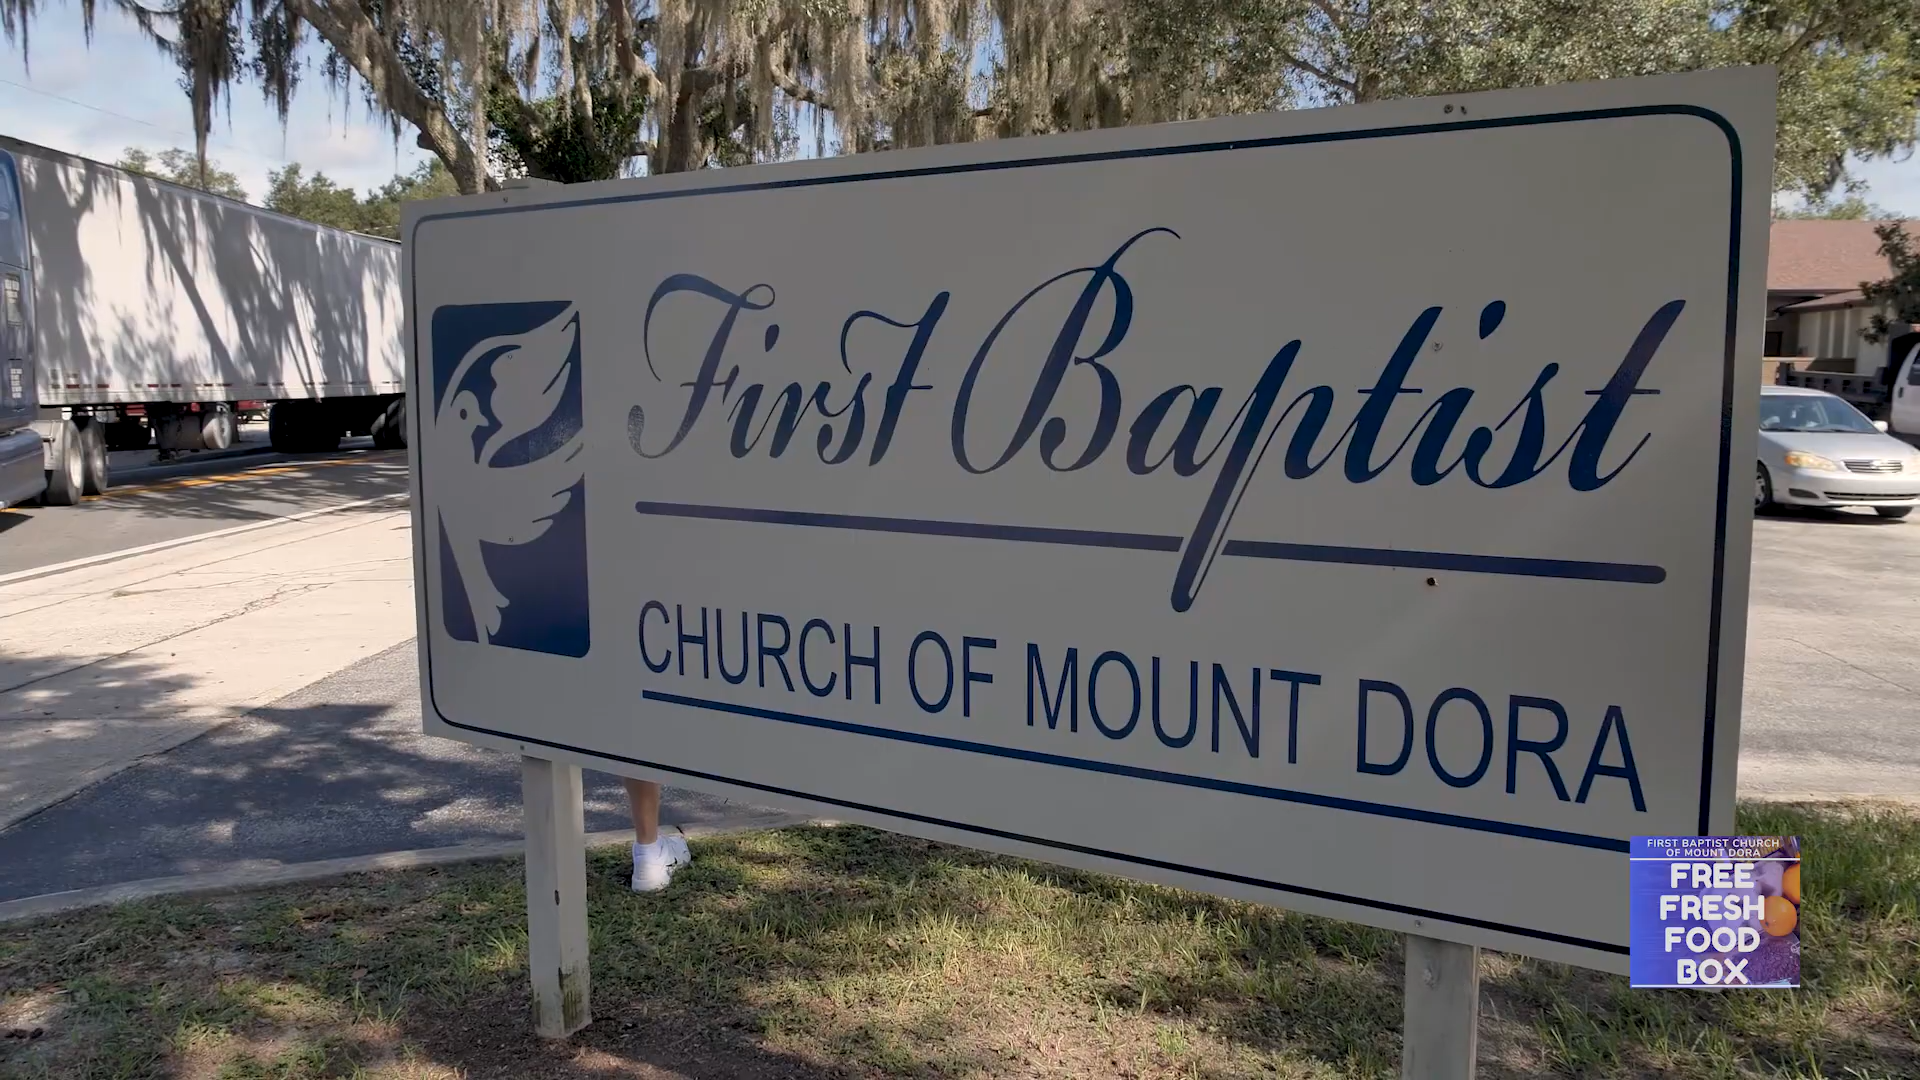 First Baptist
CHURCH OF MOUNT DORA
FIRST BAPTIST CHURCH
OF MOUNT DORA
FREE
FRESH
FOOD
BOX